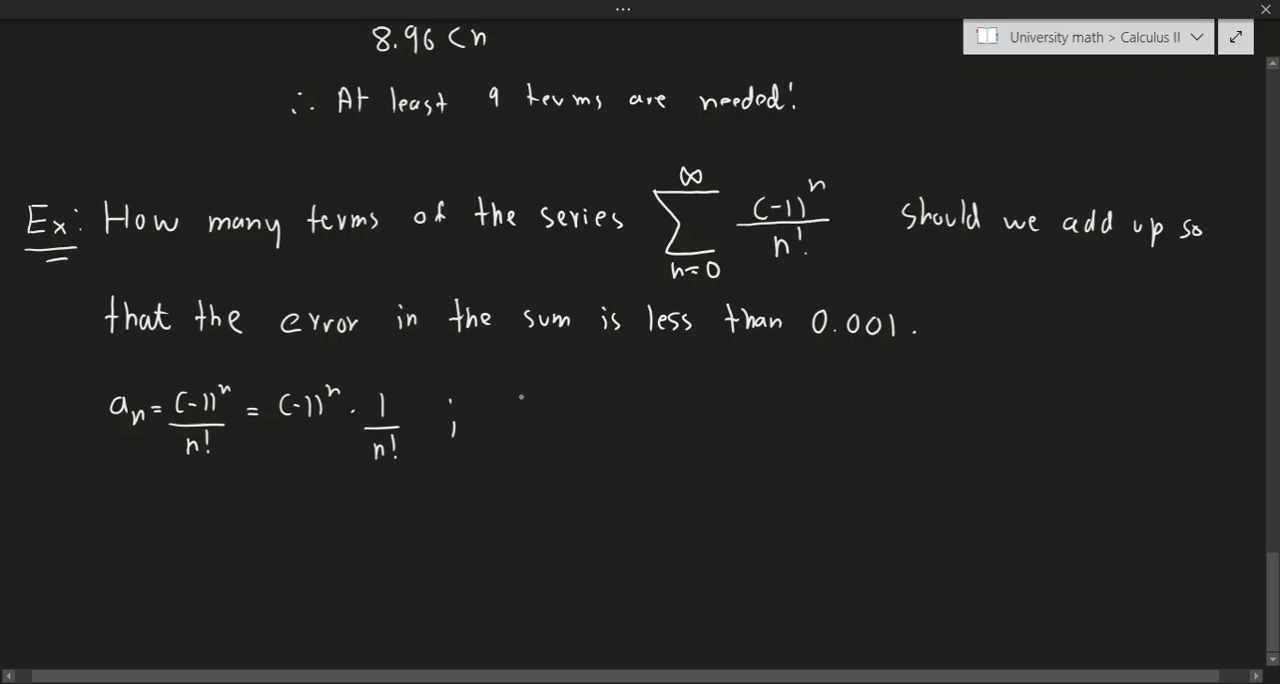 ...
University math > Calculus II
8.96 < n
∴ At least 9 terms are needed!
Ex: How many terms of the series ∑_{n=0}^{∞} (-1)^n / n! should we add up so
that the error in the sum is less than 0.001.
a_n = (-1)^n / n! = (-1)^n · 1 / n! ;